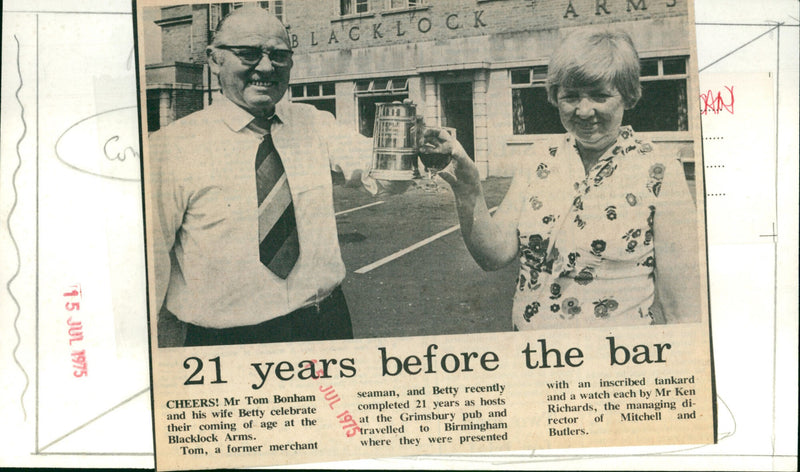 BLACKLOCK ARMS
15 JUL 1975
21 years before the bar
CHEERS! Mr Tom Bonham
and his wife Betty celebrate
their coming of age at the
Blacklock Arms.
Tom, a former merchant
seaman, and Betty recently
completed 21 years as hosts
at the Grimsbury pub and
travelled to Birmingham
where they were presented
with an inscribed tankard
and a watch each by Mr Ken
Richards, the managing di-
rector of Mitchell and
Butlers.
JUL 1975